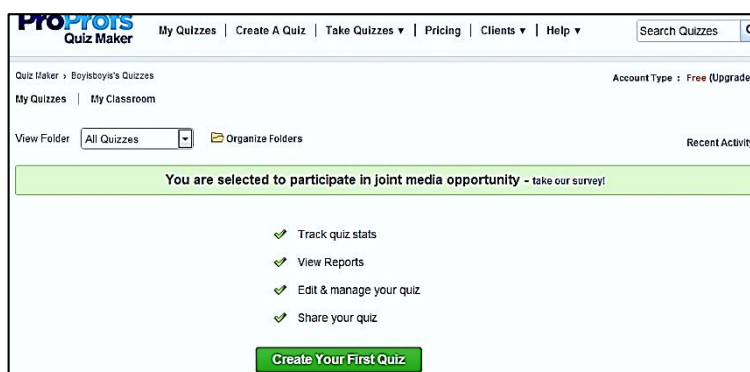 ProProfs
Quiz Maker
My Quizzes | Create A Quiz | Take Quizzes ▾ | Pricing | Clients ▾ | Help ▾
Search Quizzes
Quiz Maker › Boyisboyis's Quizzes
Account Type : Free (Upgrade
My Quizzes | My Classroom
View Folder All Quizzes Organize Folders
Recent Activity
You are selected to participate in joint media opportunity - take our survey!
Track quiz stats
View Reports
Edit & manage your quiz
Share your quiz
Create Your First Quiz